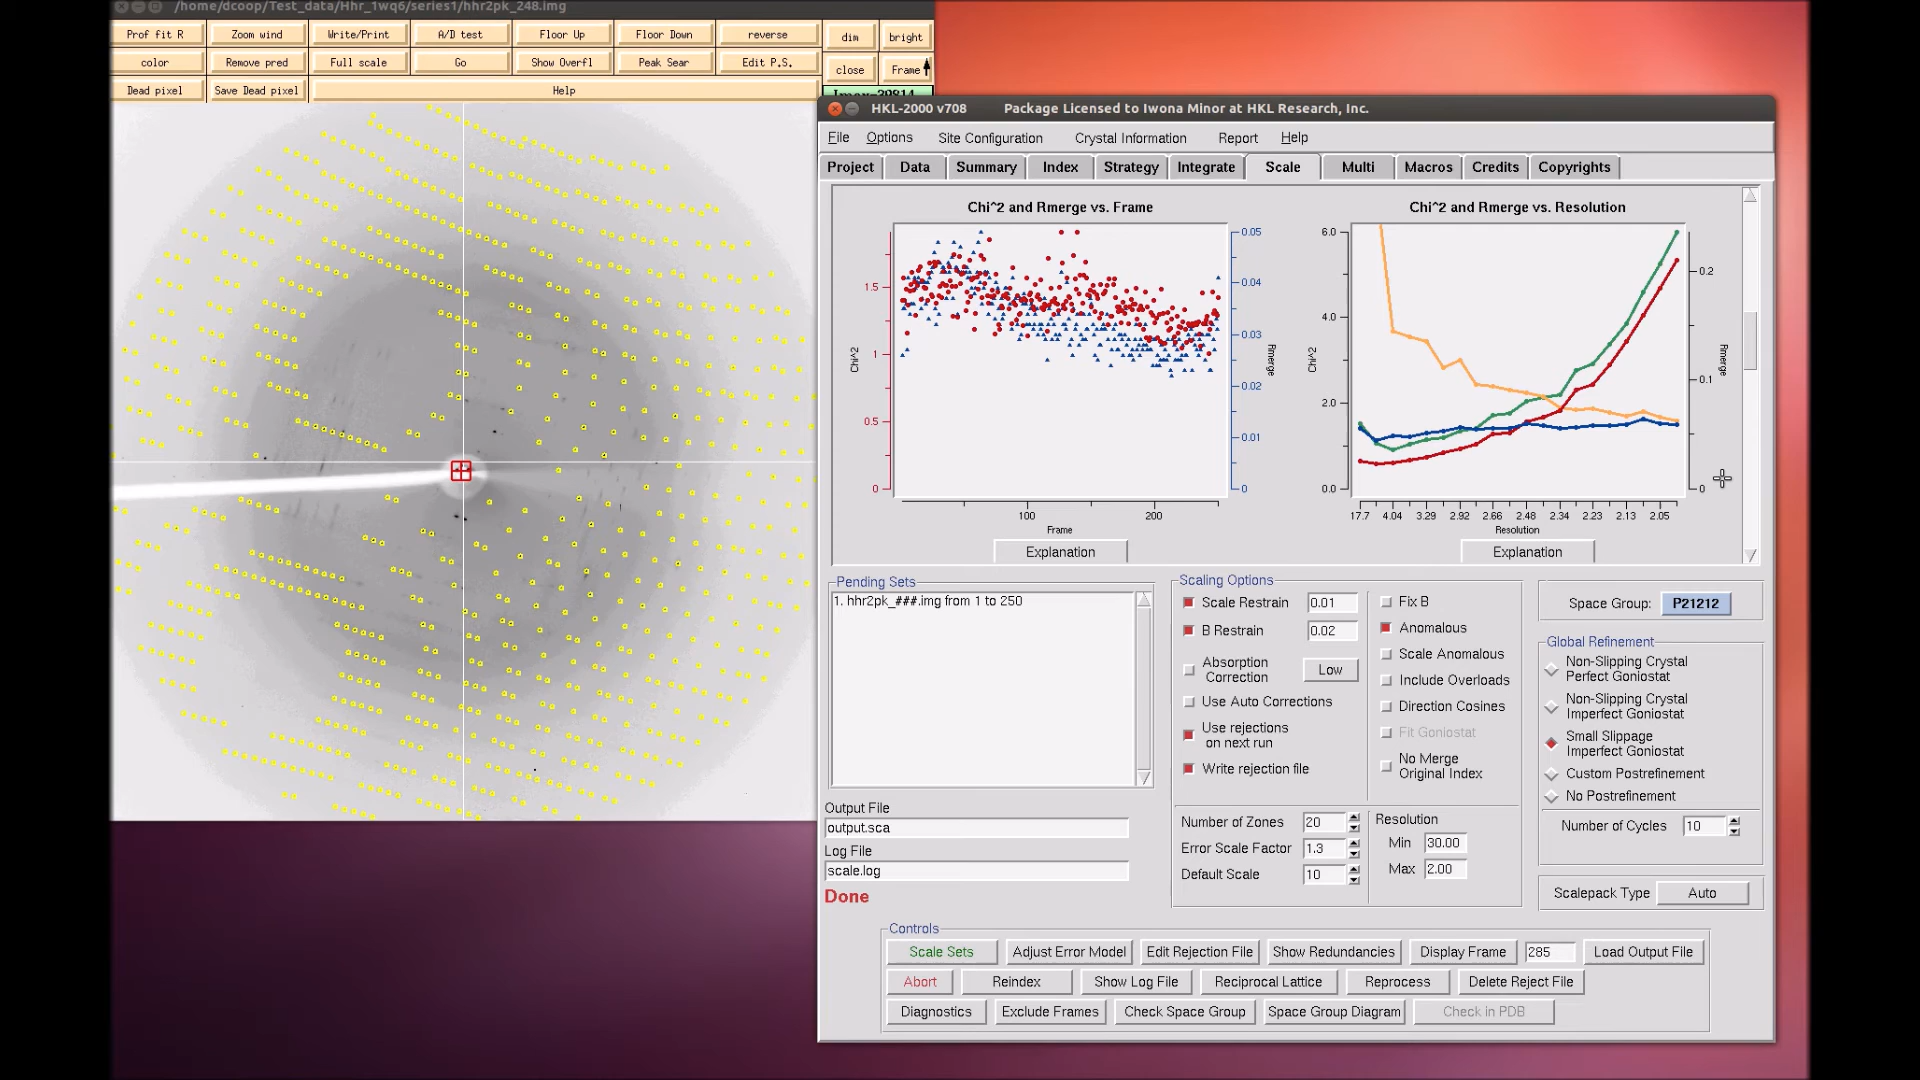 /home/dcoop/Test_data/Hhr_1wq6/series1/hhr2pk_248.img
Prof fit R Zoom wind Write/Print A/D test Floor Up Floor Down reverse dim bright
color Remove pred Full scale Go Show Overfl Peak Sear Edit P.S. close Frame
Dead pixel Save Dead pixel Help
Imax=39814
HKL-2000 v708 Package Licensed to Iwona Minor at HKL Research, Inc.
File Options Site Configuration Crystal Information Report Help
Project Data Summary Index Strategy Integrate Scale Multi Macros Credits Copyrights
Chi^2 and Rmerge vs. Frame
0.05
0.04
0.03
0.02
0.01
0
1.5
1
0.5
0
Chi^2
Rmerge
100 200
Frame
Explanation
Chi^2 and Rmerge vs. Resolution
6.0
4.0
2.0
0.0
0.2
0.1
0
Chi^2
Rmerge
17.7 4.04 3.29 2.92 2.66 2.48 2.34 2.23 2.13 2.05
Resolution
Explanation
Pending Sets
1. hhr2pk_###.img from 1 to 250
Output File
output.sca
Log File
scale.log
Done
Scaling Options
Scale Restrain 0.01
B Restrain 0.02
Absorption
Correction
Low
Use Auto Corrections
Use rejections
on next run
Write rejection file
Fix B
Anomalous
Scale Anomalous
Include Overloads
Direction Cosines
Fit Goniostat
No Merge
Original Index
Number of Zones 20
Error Scale Factor 1.3
Default Scale 10
Resolution
Min 30.00
Max 2.00
Space Group: P21212
Global Refinement
Non-Slipping Crystal
Perfect Goniostat
Non-Slipping Crystal
Imperfect Goniostat
Small Slippage
Imperfect Goniostat
Custom Postrefinement
No Postrefinement
Number of Cycles 10
Scalepack Type Auto
Controls
Scale Sets Adjust Error Model Edit Rejection File Show Redundancies Display Frame 285 Load Output File
Abort Reindex Show Log File Reciprocal Lattice Reprocess Delete Reject File
Diagnostics Exclude Frames Check Space Group Space Group Diagram Check in PDB